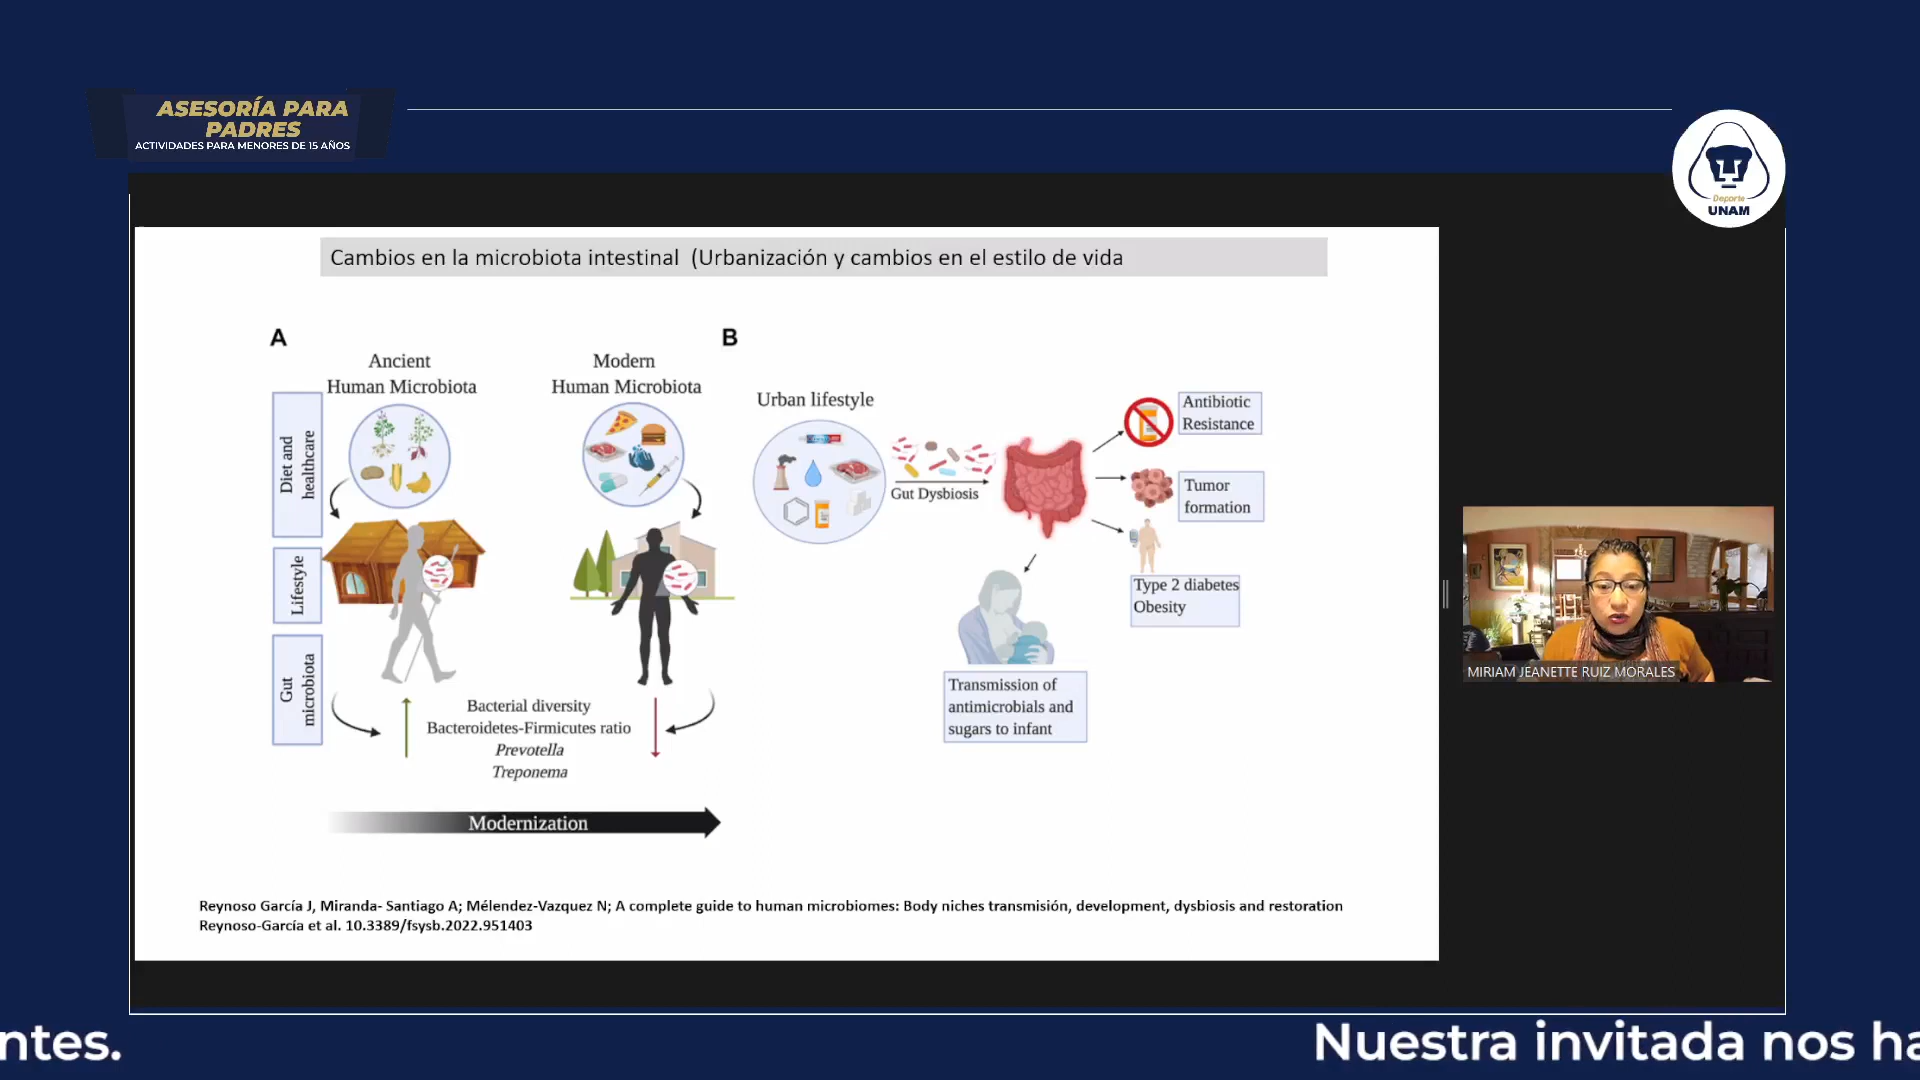 ASESORÍA PARA
PADRES
ACTIVIDADES PARA MENORES DE 15 AÑOS
Deporte
UNAM
Cambios en la microbiota intestinal (Urbanización y cambios en el estilo de vida
A
B
Ancient
Human Microbiota
Modern
Human Microbiota
Diet and
healthcare
Lifestyle
Gut
microbiota
Bacterial diversity
Bacteroidetes-Firmicutes ratio
Prevotella
Treponema
Modernization
Urban lifestyle
Gut Dysbiosis
Antibiotic
Resistance
Tumor
formation
Type 2 diabetes
Obesity
Transmission of
antimicrobials and
sugars to infant
Reynoso García J, Miranda- Santiago A; Mélendez-Vazquez N; A complete guide to human microbiomes: Body niches transmisión, development, dysbiosis and restoration
Reynoso-García et al. 10.3389/fsysb.2022.951403
MIRIAM JEANETTE RUIZ MORALES
ntes.
Nuestra invitada nos ha